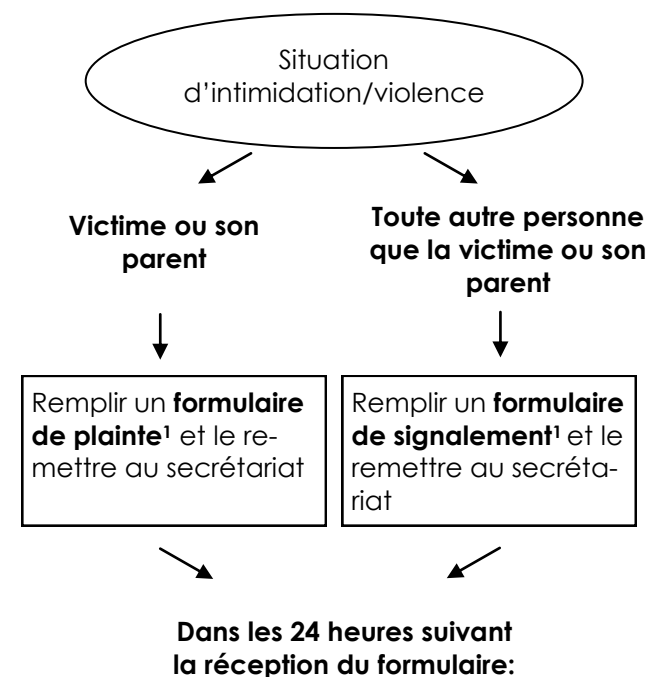 Situation
d'intimidation/violence
Victime ou son
parent
Toute autre personne
que la victime ou son
parent
Remplir un formulaire
de plainte¹ et le re-
mettre au secrétariat
Remplir un formulaire
de signalement¹ et le
remettre au secréta-
riat
Dans les 24 heures suivant
la réception du formulaire: